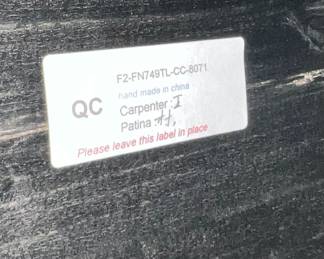 F2-FN749TL-CC-8071
hand made in china
QC
Carpenter: I
Patina: H,
Please leave this label in place